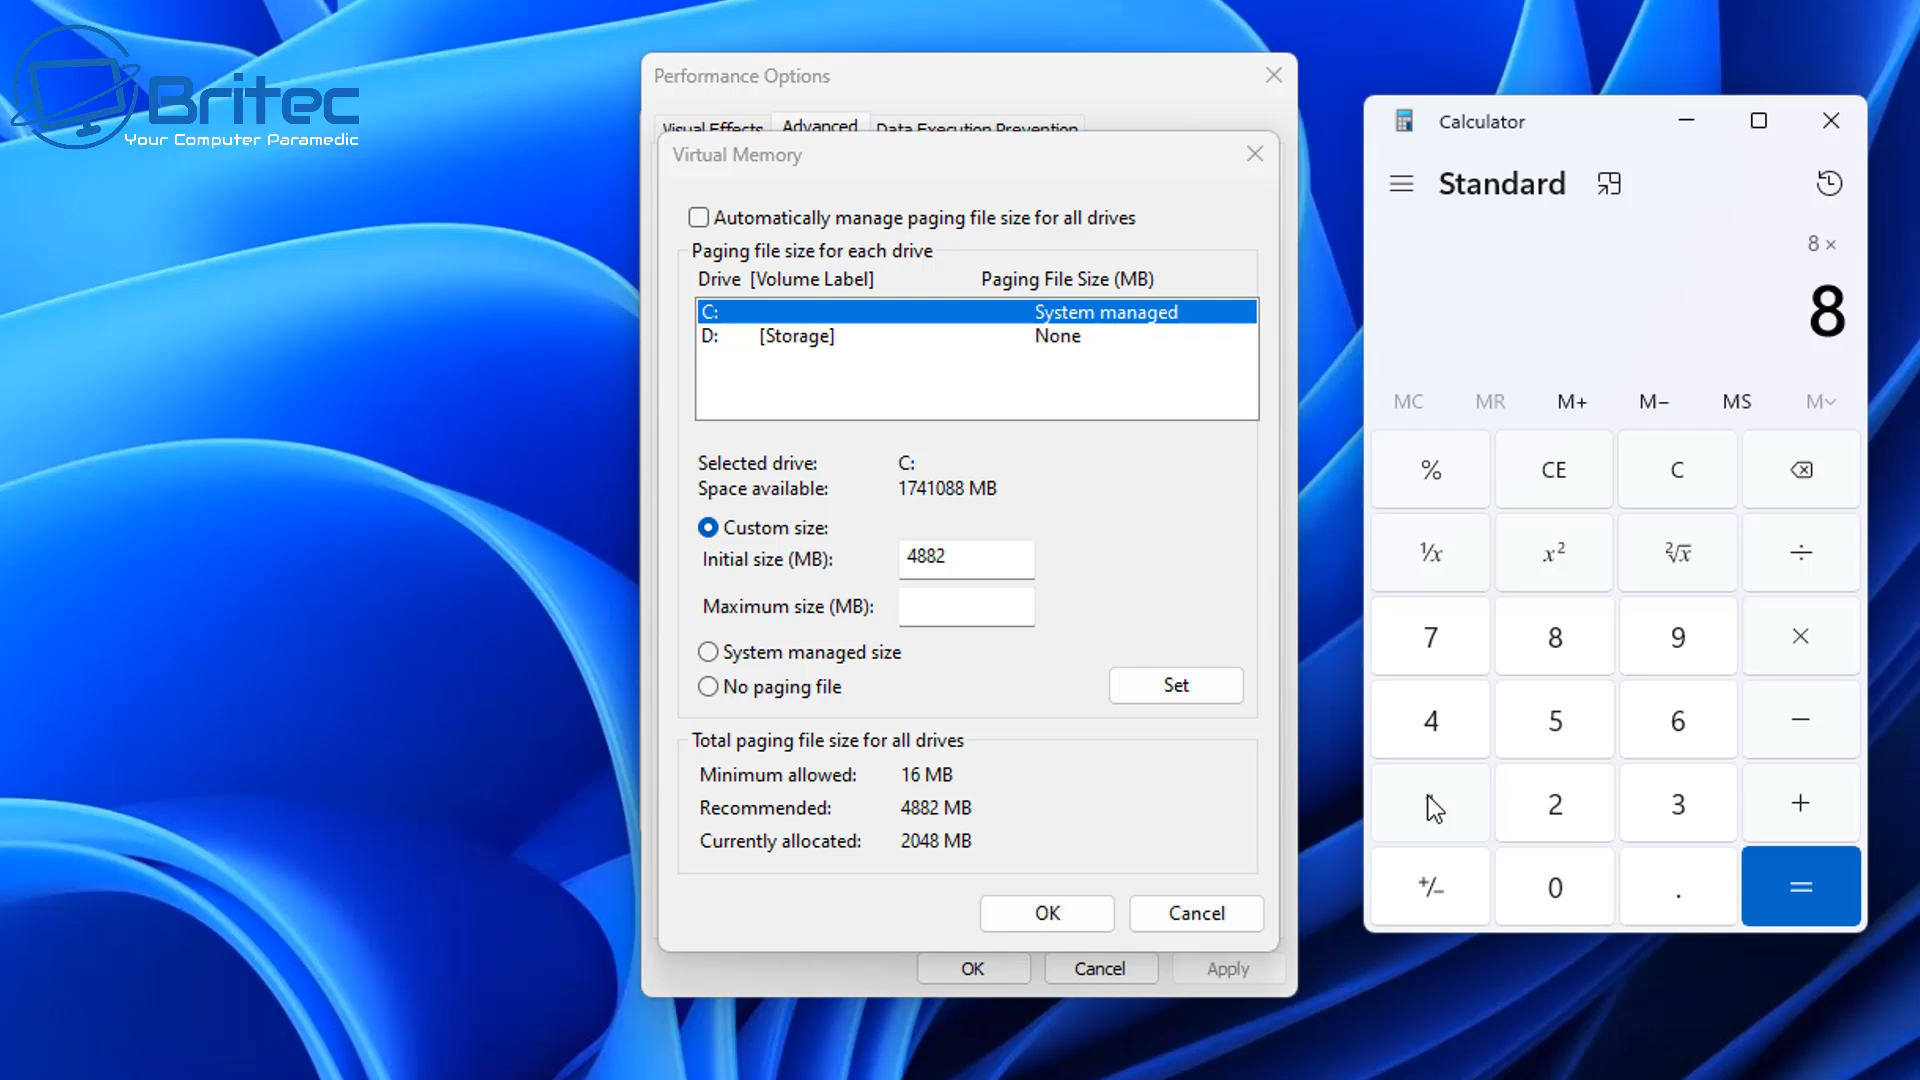 Britec
Your Computer Paramedic
Performance Options
Visual Effects Advanced Data Execution Prevention
Virtual Memory
Automatically manage paging file size for all drives
Paging file size for each drive
Drive [Volume Label] Paging File Size (MB)
C: System managed
D: [Storage] None
Selected drive: C:
Space available: 1741088 MB
Custom size:
Initial size (MB): 4882
Maximum size (MB):
System managed size
No paging file
Set
Total paging file size for all drives
Minimum allowed: 16 MB
Recommended: 4882 MB
Currently allocated: 2048 MB
OK Cancel
OK Cancel Apply
Calculator
Standard
8 ×
8
MC MR M+ M− MS M
% CE C
¹/x x² ²√x ÷
7 8 9 ×
4 5 6 −
2 3 +
+/− 0 . =